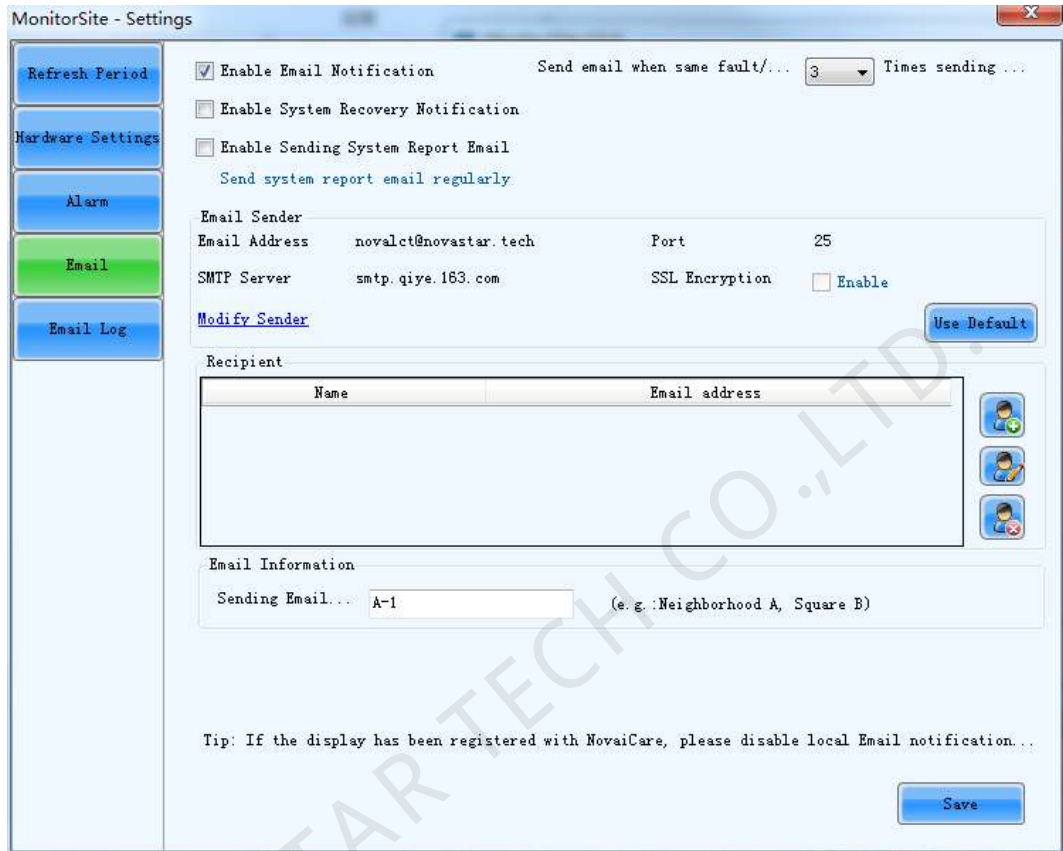 MonitorSite - Settings
Refresh Period
Hardware Settings
Alarm
Email
Email Log
Enable Email Notification
Send email when same fault/... 3 Times sending ...
Enable System Recovery Notification
Enable Sending System Report Email
Send system report email regularly
Email Sender
Email Address novalct@novastar.tech Port 25
SMTP Server smtp.qiye.163.com SSL Encryption Enable
Modify Sender Use Default
Recipient
Name Email address
Email Information
Sending Email... A-1 (e.g.:Neighborhood A, Square B)
Tip: If the display has been registered with NovaiCare, please disable local Email notification...
Save
TAR TECH CO.,LTD.